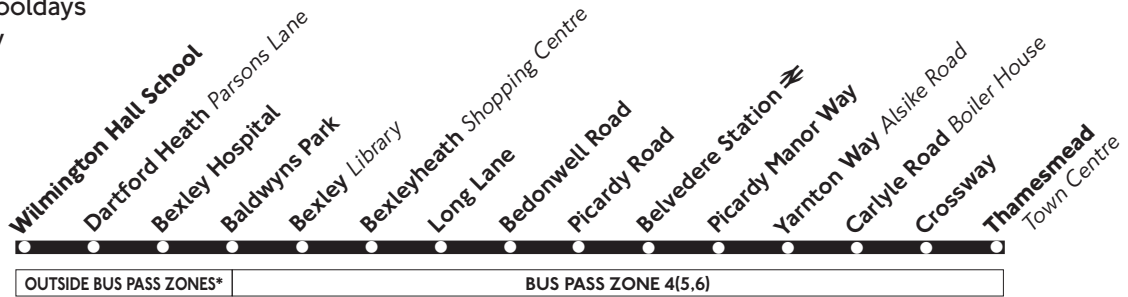 ooldays
Wilmington Hall School
Dartford Heath Parsons Lane
Bexley Hospital
Baldwyns Park
Bexley Library
Bexleyheath Shopping Centre
Long Lane
Bedonwell Road
Picardy Road
Belvedere Station
Picardy Manor Way
Yarnton Way Alsike Road
Carlyle Road Boiler House
Crossway
Thamesmead
Town Centre
OUTSIDE BUS PASS ZONES*
BUS PASS ZONE 4(5,6)